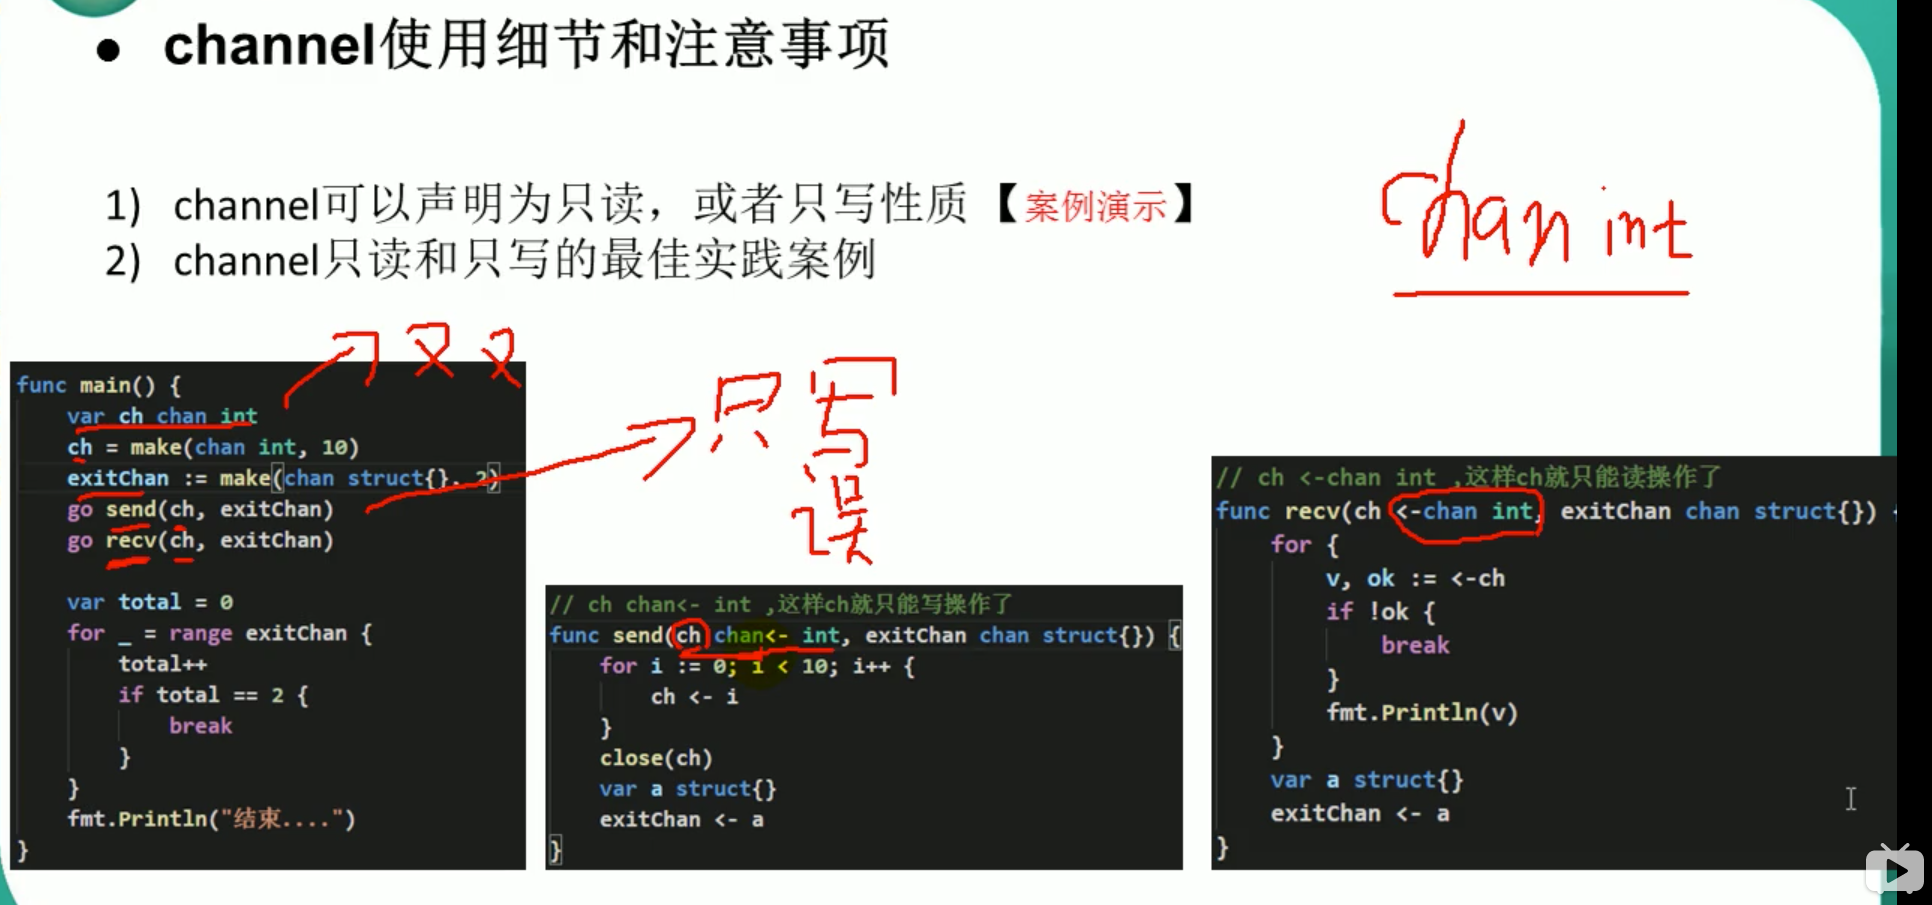 ● channel使用细节和注意事项
1) channel可以声明为只读，或者只写性质【案例演示】
2) channel只读和只写的最佳实践案例
chan int
func main() {
var ch chan int
ch = make(chan int, 10)
exitChan := make(chan struct{}, 2)
go send(ch, exitChan)
go recv(ch, exitChan)
var total = 0
for _ = range exitChan {
total++
if total == 2 {
break
}
}
fmt.Println("结束....")
}
只写
// ch chan<- int ,这样ch就只能写操作了
func send(ch chan<- int, exitChan chan struct{}) {
for i := 0; i < 10; i++ {
ch <- i
}
close(ch)
var a struct{}
exitChan <- a
}
// ch <-chan int ,这样ch就只能读操作了
func recv(ch <-chan int, exitChan chan struct{}) {
for {
v, ok := <-ch
if !ok {
break
}
fmt.Println(v)
}
var a struct{}
exitChan <- a
}